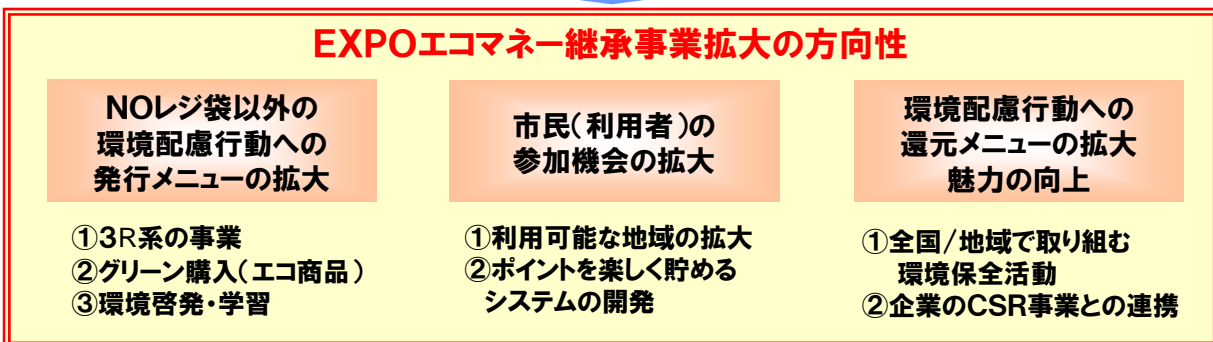 EXPOエコマネー継承事業拡大の方向性
NOレジ袋以外の
環境配慮行動への
発行メニューの拡大
①3R系の事業
②グリーン購入(エコ商品)
③環境啓発・学習
市民(利用者)の
参加機会の拡大
①利用可能な地域の拡大
②ポイントを楽しく貯める
システムの開発
環境配慮行動への
還元メニューの拡大
魅力の向上
①全国/地域で取り組む
環境保全活動
②企業のCSR事業との連携